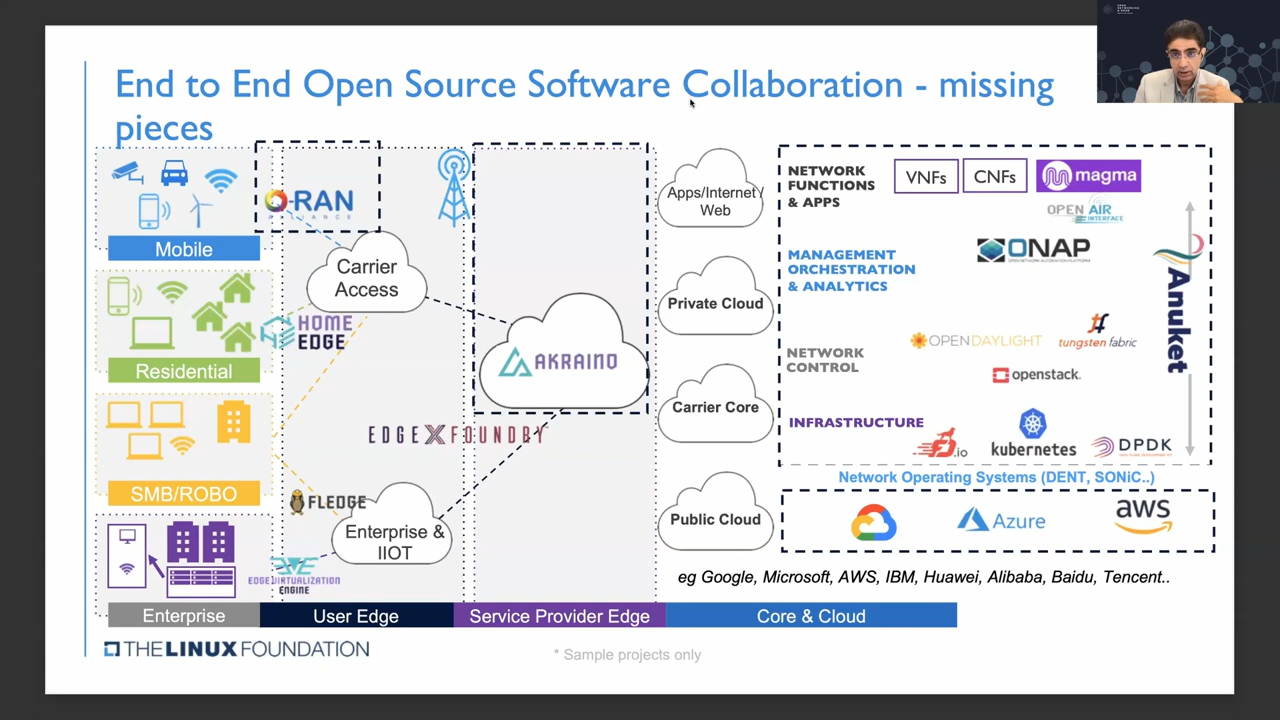 End to End Open Source Software Collaboration - missing
pieces
Mobile
Residential
SMB/ROBO
Enterprise
O-RAN
ALLIANCE
Carrier
Access
HOME
EDGE
EDGE X FOUNDRY
FLEDGE
Enterprise &
IIOT
EDGE VIRTUALIZATION
ENGINE
User Edge
AKRAINO
Service Provider Edge
Apps/Internet/
Web
Private Cloud
Carrier Core
Public Cloud
NETWORK
FUNCTIONS
& APPS
VNFs
CNFs
magma
OPEN AIR
INTERFACE
MANAGEMENT
ORCHESTRATION
& ANALYTICS
ONAP
OPEN NETWORK AUTOMATION PLATFORM
Anuket
NETWORK
CONTROL
OPENDAYLIGHT
tungsten fabric
openstack.
INFRASTRUCTURE
.io
kubernetes
DPDK
Network Operating Systems (DENT, SONiC..)
Azure
aws
eg Google, Microsoft, AWS, IBM, Huawei, Alibaba, Baidu, Tencent..
Core & Cloud
THE LINUX FOUNDATION
* Sample projects only